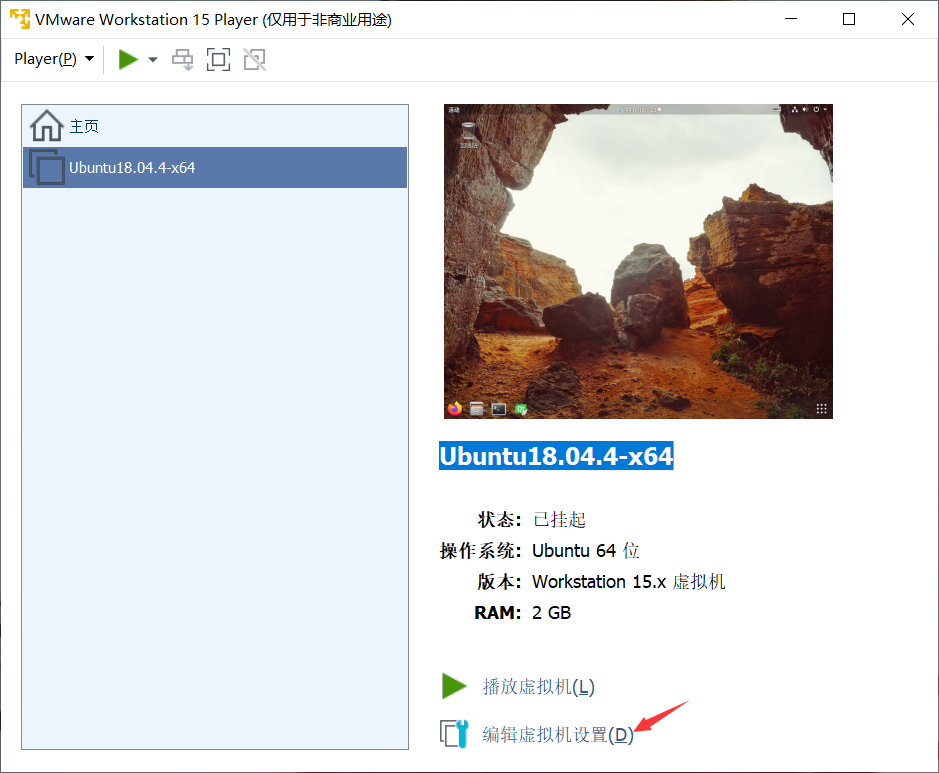 VMware Workstation 15 Player (仅用于非商业用途)
Player(P)
主页
Ubuntu18.04.4-x64
活动
Ubuntu18.04.4-x64
状态: 已挂起
操作系统: Ubuntu 64 位
版本: Workstation 15.x 虚拟机
RAM: 2 GB
播放虚拟机(L)
编辑虚拟机设置(D)